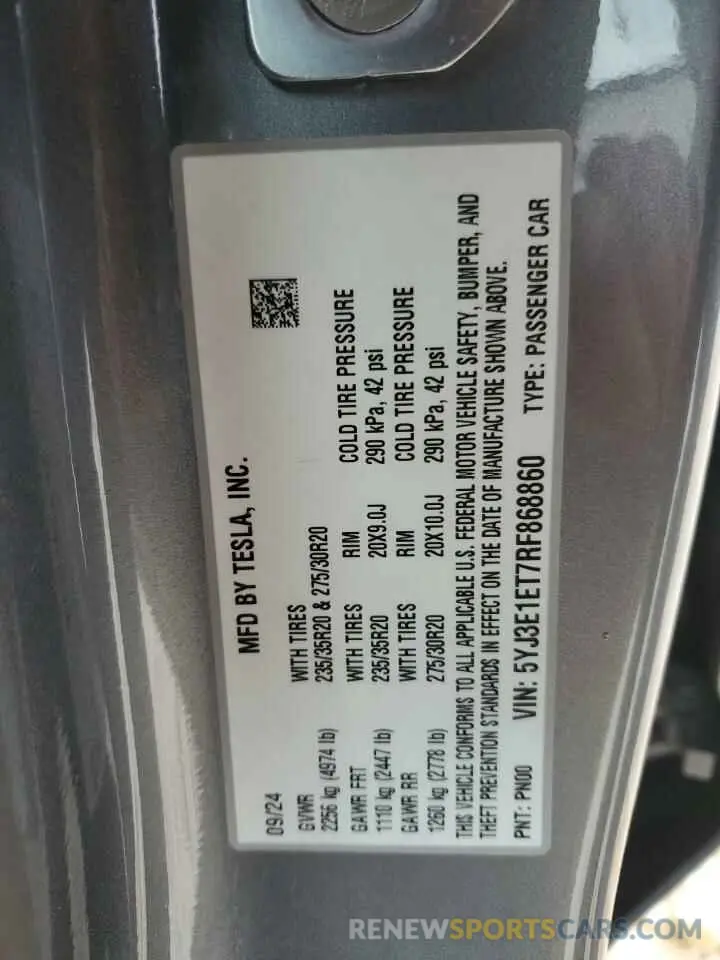 MFD BY TESLA, INC.
09/24
GVWR WITH TIRES
2256 kg (4974 lb) 235/35R20 & 275/30R20
GAWR FRT WITH TIRES RIM COLD TIRE PRESSURE
1110 kg (2447 lb) 235/35R20 20X9.0J 290 kPa, 42 psi
GAWR RR WITH TIRES RIM COLD TIRE PRESSURE
1260 kg (2778 lb) 275/30R20 20X10.0J 290 kPa, 42 psi
THIS VEHICLE CONFORMS TO ALL APPLICABLE U.S. FEDERAL MOTOR VEHICLE SAFETY, BUMPER, AND
THEFT PREVENTION STANDARDS IN EFFECT ON THE DATE OF MANUFACTURE SHOWN ABOVE.
PNT: PN00 VIN: 5YJ3E1ET7RF868860 TYPE: PASSENGER CAR
RENEWSPORTSCARS.COM